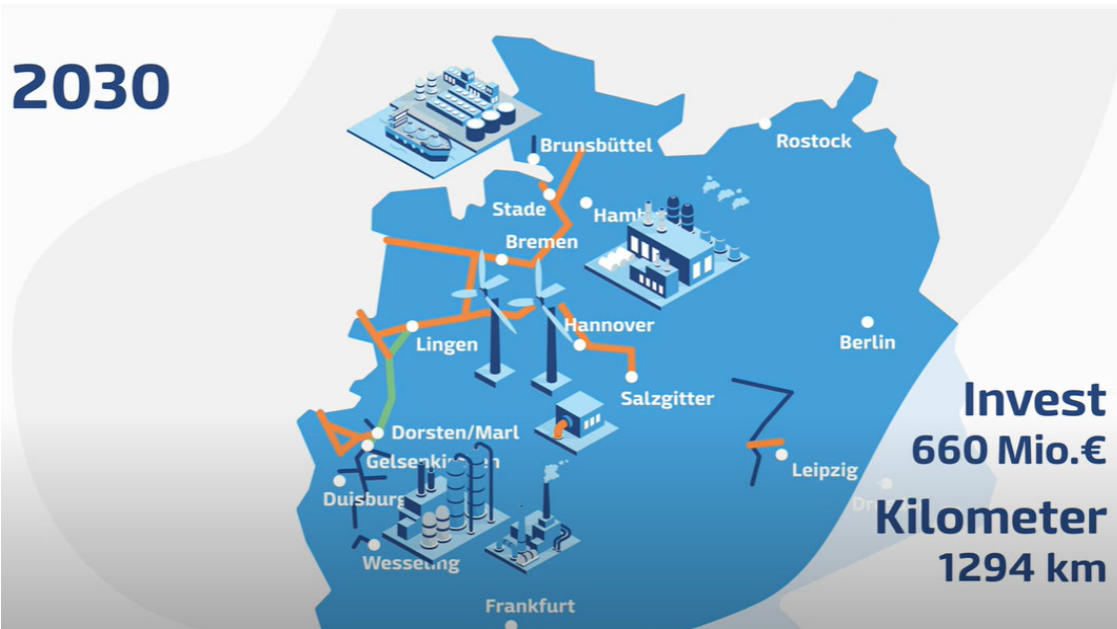 2030
Brunsbüttel
Rostock
Stade
Bremen
Hannover
Lingen
Berlin
Salzgitter
Invest
660 Mio.€
Dorsten/Marl
Leipzig
Duisburg
Kilometer
1294 km
Wesseling
Frankfurt